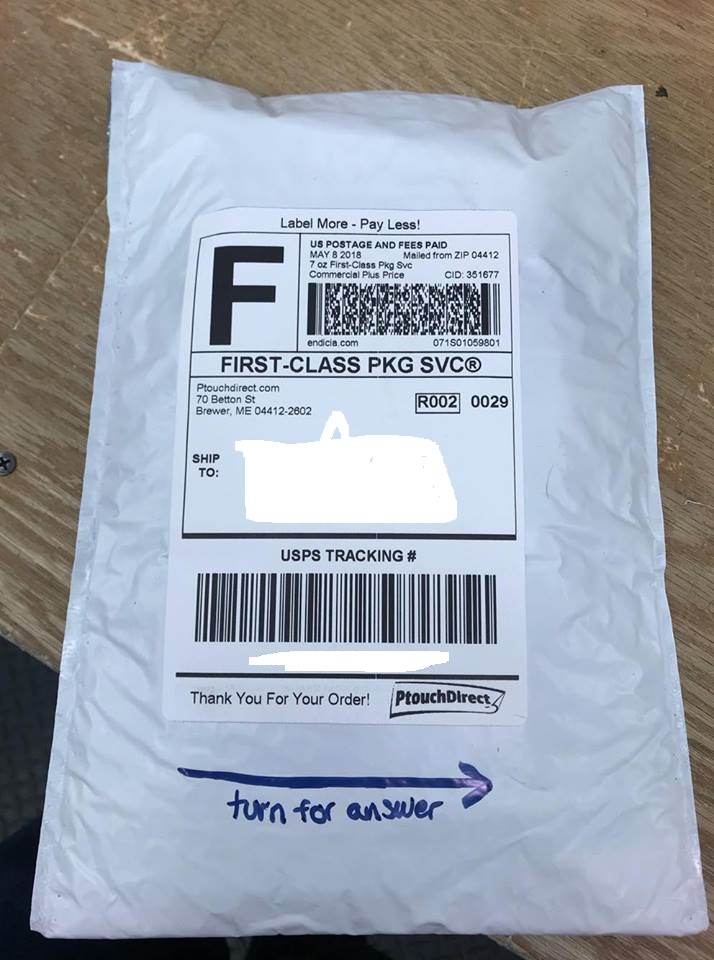 Label More - Pay Less!
F
US POSTAGE AND FEES PAID
MAY 8 2018 Mailed from ZIP 04412
7 oz First-Class Pkg Svc
Commercial Plus Price CID: 351677
endicia.com 071S01059801
FIRST-CLASS PKG SVC®
Ptouchdirect.com
70 Betton St
Brewer, ME 04412-2602
R002 0029
SHIP
TO:
USPS TRACKING #
Thank You For Your Order! PtouchDirect
turn for answer